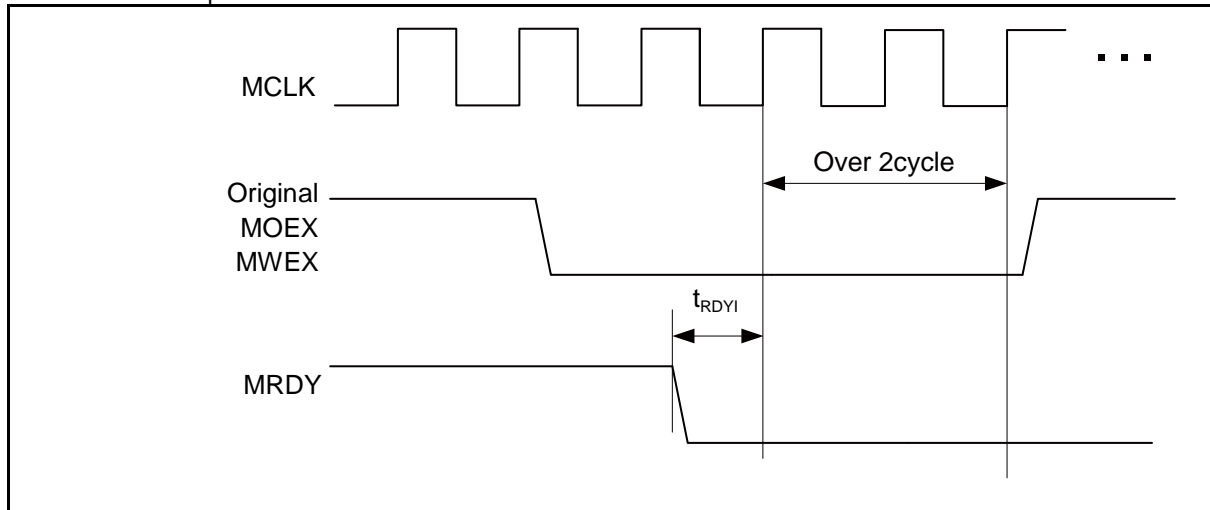 MCLK
Over 2cycle
Original
MOEX
MWEX
tRDYI
MRDY